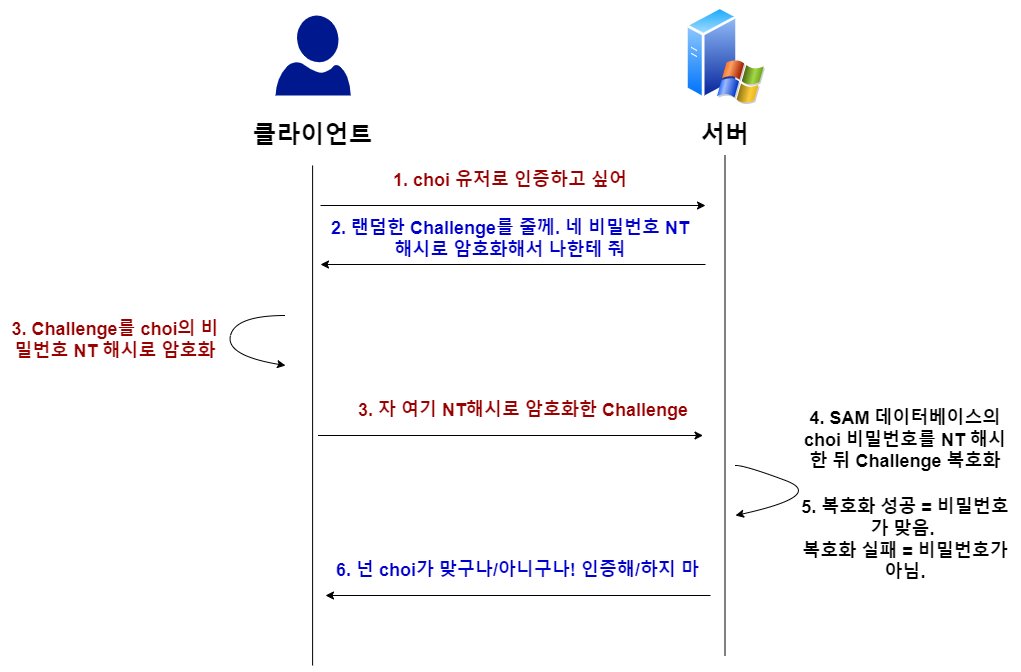 클라이언트
서버
1. choi 유저로 인증하고 싶어
2. 랜덤한 Challenge를 줄께. 네 비밀번호 NT
해시로 암호화해서 나한테 줘
3. Challenge를 choi의 비
밀번호 NT 해시로 암호화
3. 자 여기 NT해시로 암호화한 Challenge
4. SAM 데이터베이스의
choi 비밀번호를 NT 해시
한 뒤 Challenge 복호화
5. 복호화 성공 = 비밀번호
가 맞음.
복호화 실패 = 비밀번호가
아님.
6. 넌 choi가 맞구나/아니구나! 인증해/하지 마